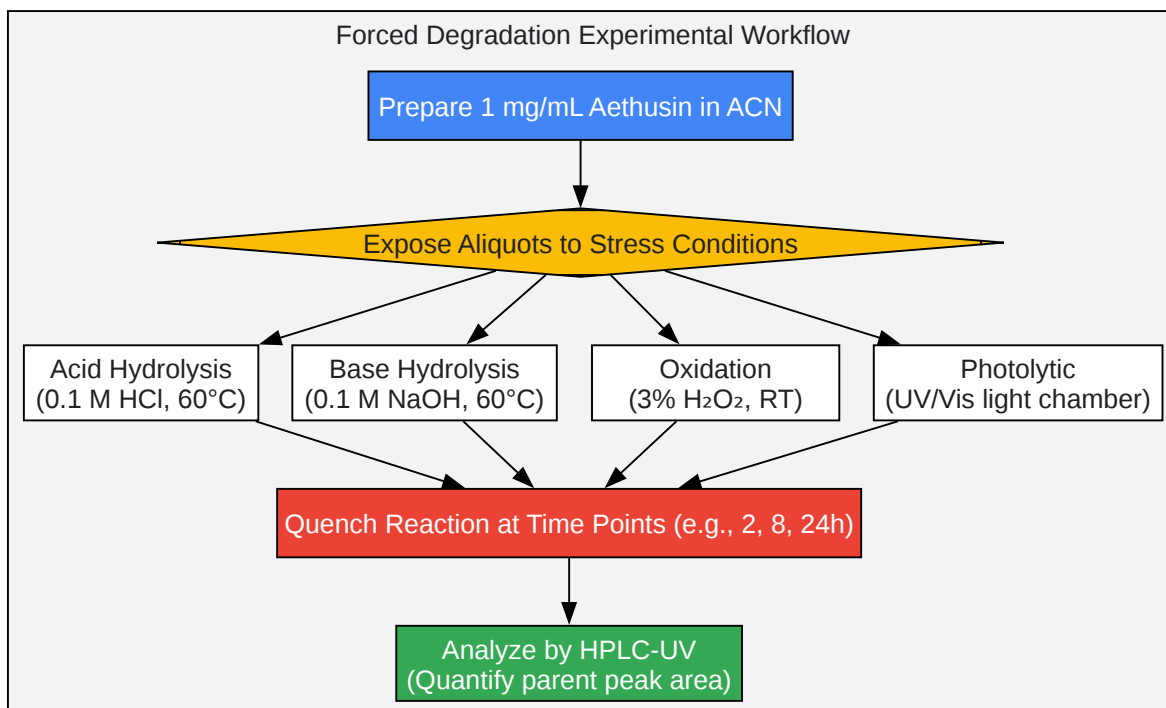 Forced Degradation Experimental Workflow
Prepare 1 mg/mL Aethusin in ACN
Expose Aliquots to Stress Conditions
Acid Hydrolysis
(0.1 M HCl, 60°C)
Base Hydrolysis
(0.1 M NaOH, 60°C)
Oxidation
(3% H₂O₂, RT)
Photolytic
(UV/Vis light chamber)
Quench Reaction at Time Points (e.g., 2, 8, 24h)
Analyze by HPLC-UV
(Quantify parent peak area)